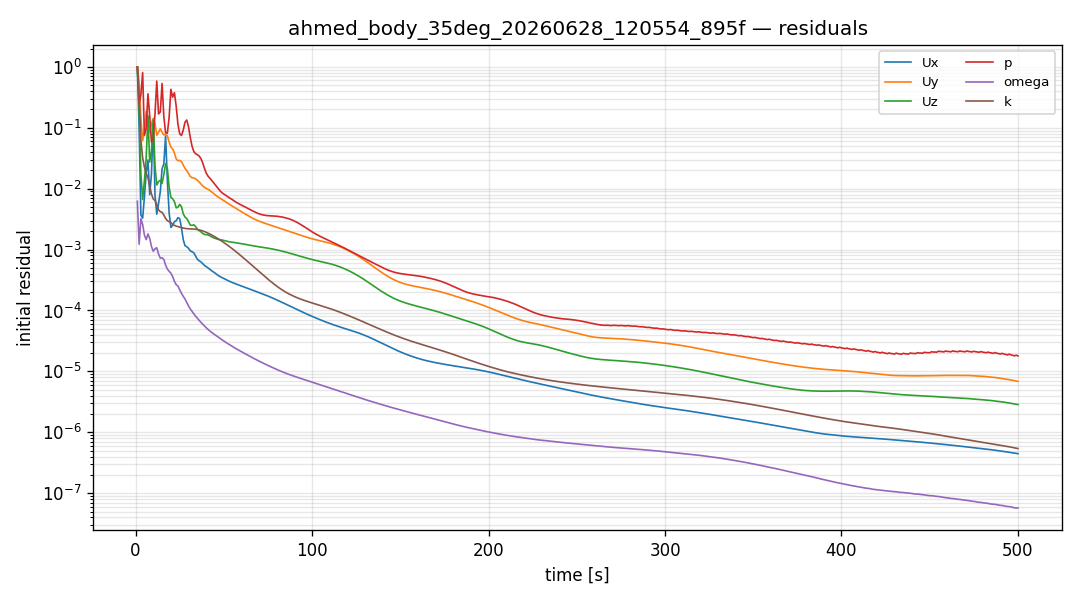 ahmed_body_35deg_20260628_120554_895f — residuals
Ux
Uy
Uz
p
omega
k
initial residual
10⁰
10⁻¹
10⁻²
10⁻³
10⁻⁴
10⁻⁵
10⁻⁶
10⁻⁷
0 100 200 300 400 500
time [s]